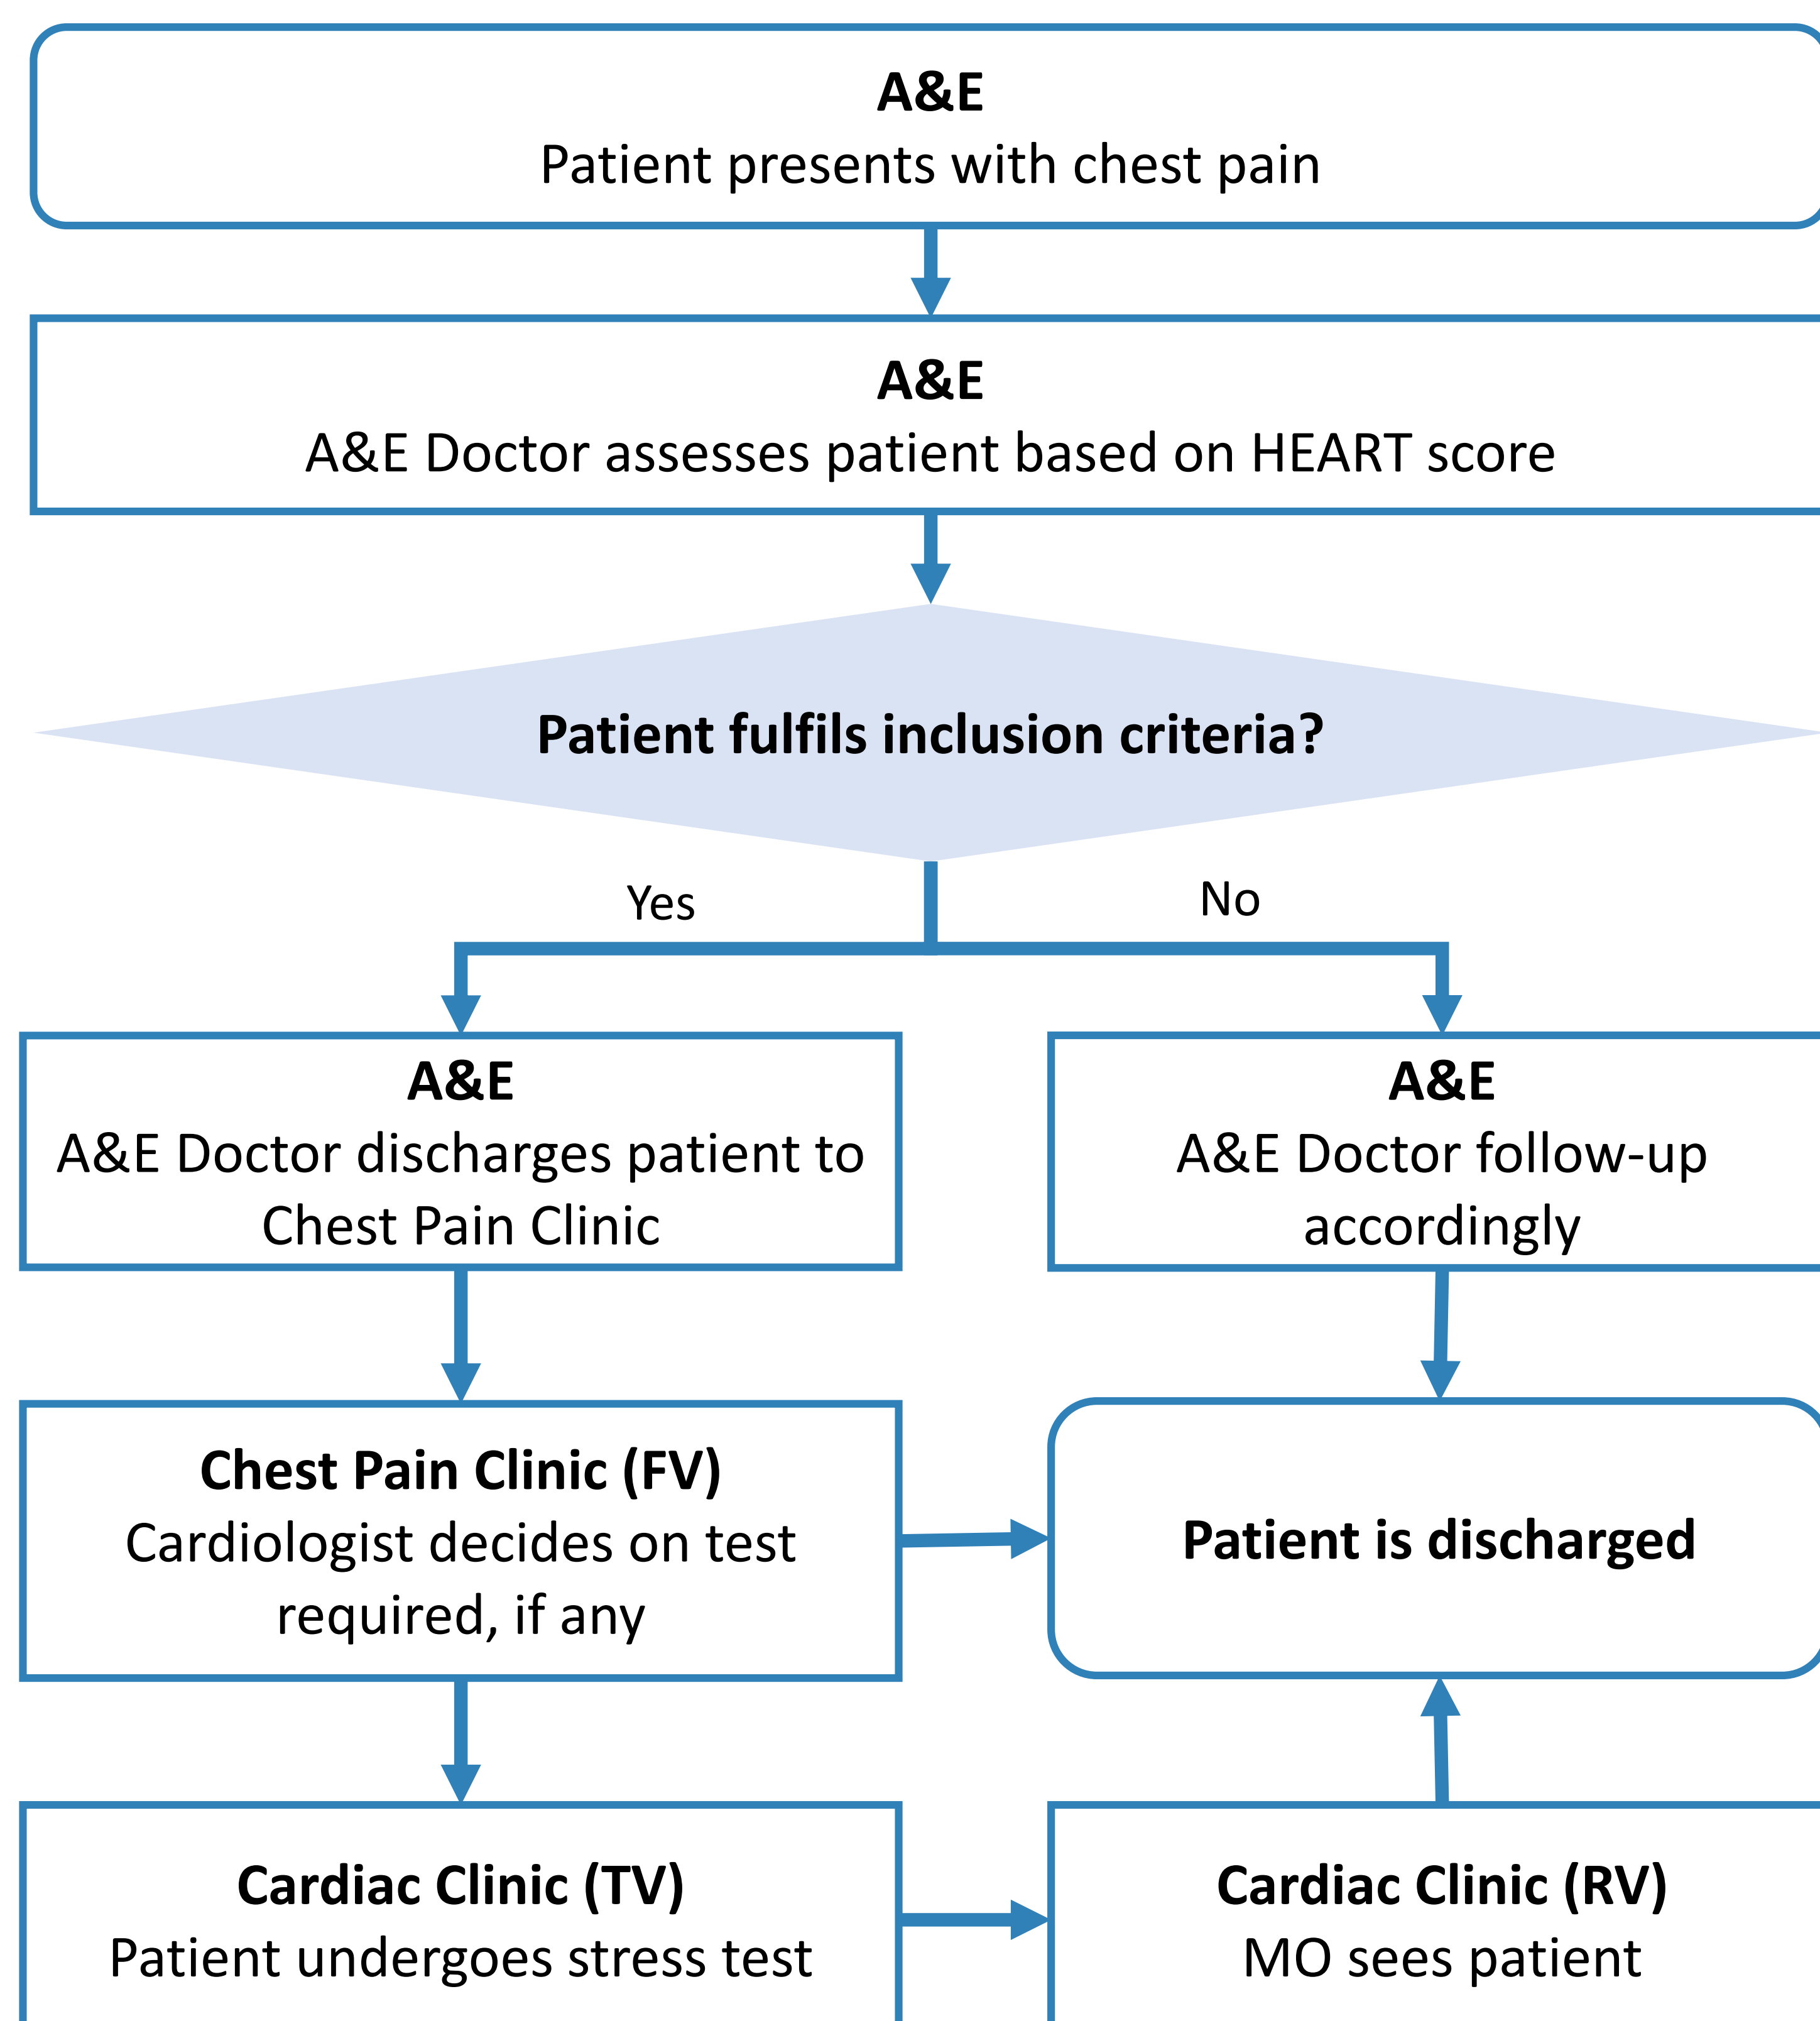 A&E
Patient presents with chest pain
A&E
A&E Doctor assesses patient based on HEART score
Patient fulfils inclusion criteria?
Yes
No
A&E
A&E Doctor discharges patient to
Chest Pain Clinic
A&E
A&E Doctor follow-up
accordingly
Chest Pain Clinic (FV)
Cardiologist decides on test
required, if any
Patient is discharged
Cardiac Clinic (TV)
Patient undergoes stress test
Cardiac Clinic (RV)
MO sees patient